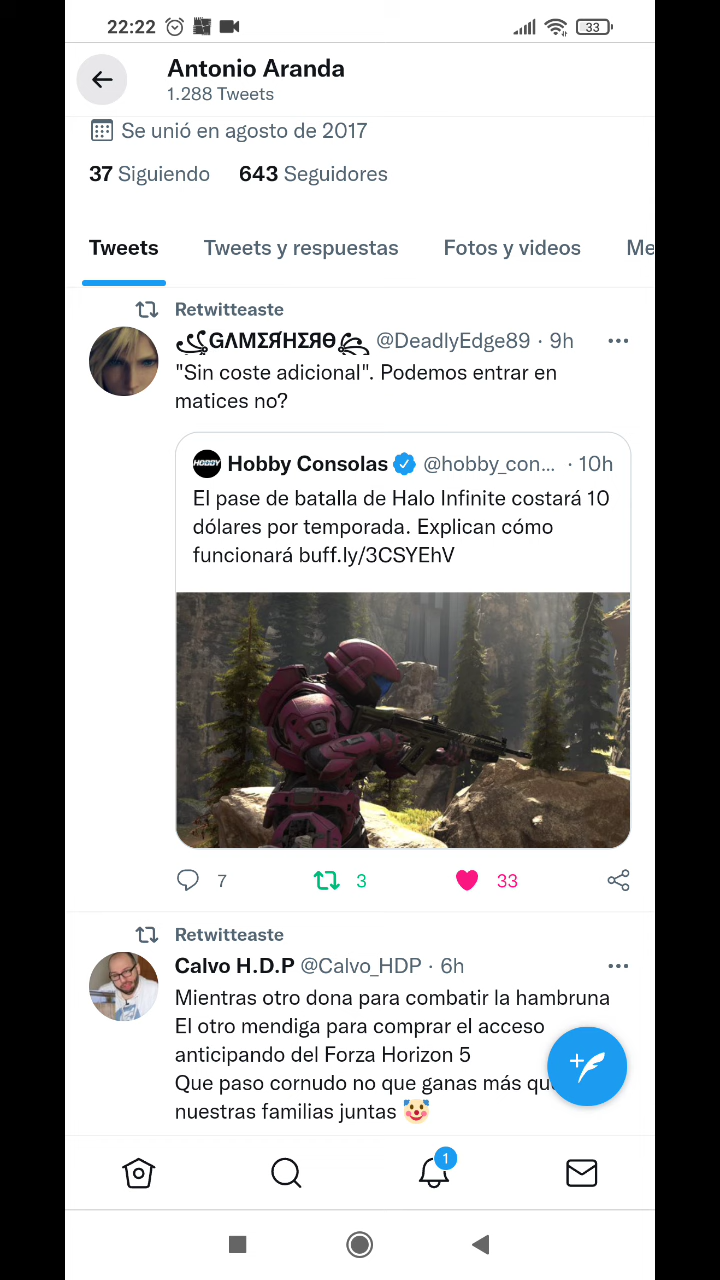 22:22
33
Antonio Aranda
1.288 Tweets
Se unió en agosto de 2017
37 Siguiendo 643 Seguidores
Tweets Tweets y respuestas Fotos y videos Me
Retwitteaste
꧁GΛMΣЯΉΣЯӨ꧂ @DeadlyEdge89 · 9h
"Sin coste adicional". Podemos entrar en
matices no?
HOBBY Hobby Consolas @hobby_con... · 10h
El pase de batalla de Halo Infinite costará 10
dólares por temporada. Explican cómo
funcionará buff.ly/3CSYEhV
7 3 33
Retwitteaste
Calvo H.D.P @Calvo_HDP · 6h
Mientras otro dona para combatir la hambruna
El otro mendiga para comprar el acceso
anticipando del Forza Horizon 5
Que paso cornudo no que ganas más qu
nuestras familias juntas 🤡
1